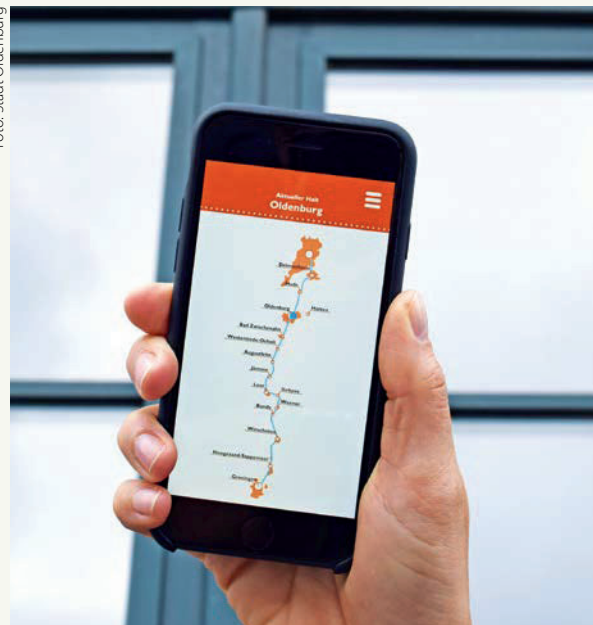 Foto: Stadt Oldenburg
Aktueller Halt
Oldenburg
Oldenburg
Hatten
Bad Zwischenahn
Westerstede-Ocholt
Augustfehn
Leer
Weener
Bunde
Winschoten
Hoogezand-Sappemeer
Groningen